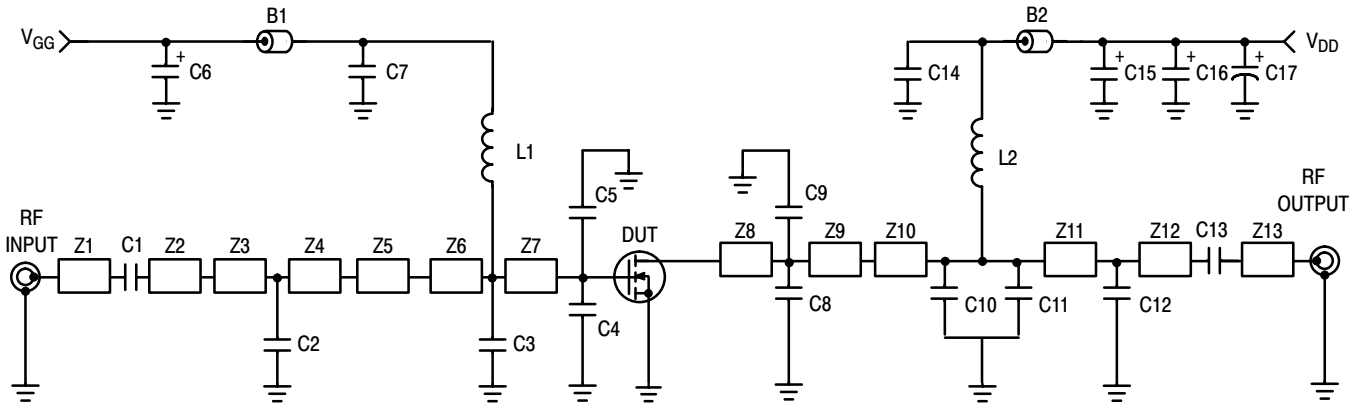 B1
B2
VGG
VDD
+
C6
C7
C14
+
C15
+
C16
+
C17
L1
L2
C5
C9
RF
INPUT
RF
OUTPUT
Z1
C1
Z2
Z3
Z4
Z5
Z6
Z7
DUT
Z8
Z9
Z10
Z11
Z12
C13
Z13
C2
C3
C4
C8
C10
C11
C12